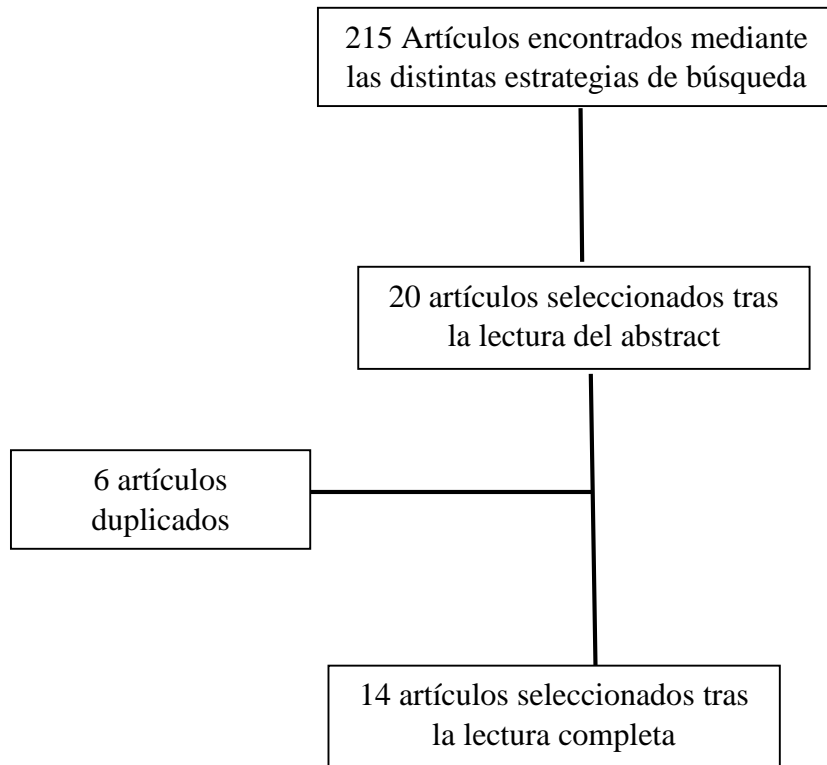 215 Artículos encontrados mediante
las distintas estrategias de búsqueda
20 artículos seleccionados tras
la lectura del abstract
6 artículos
duplicados
14 artículos seleccionados tras
la lectura completa